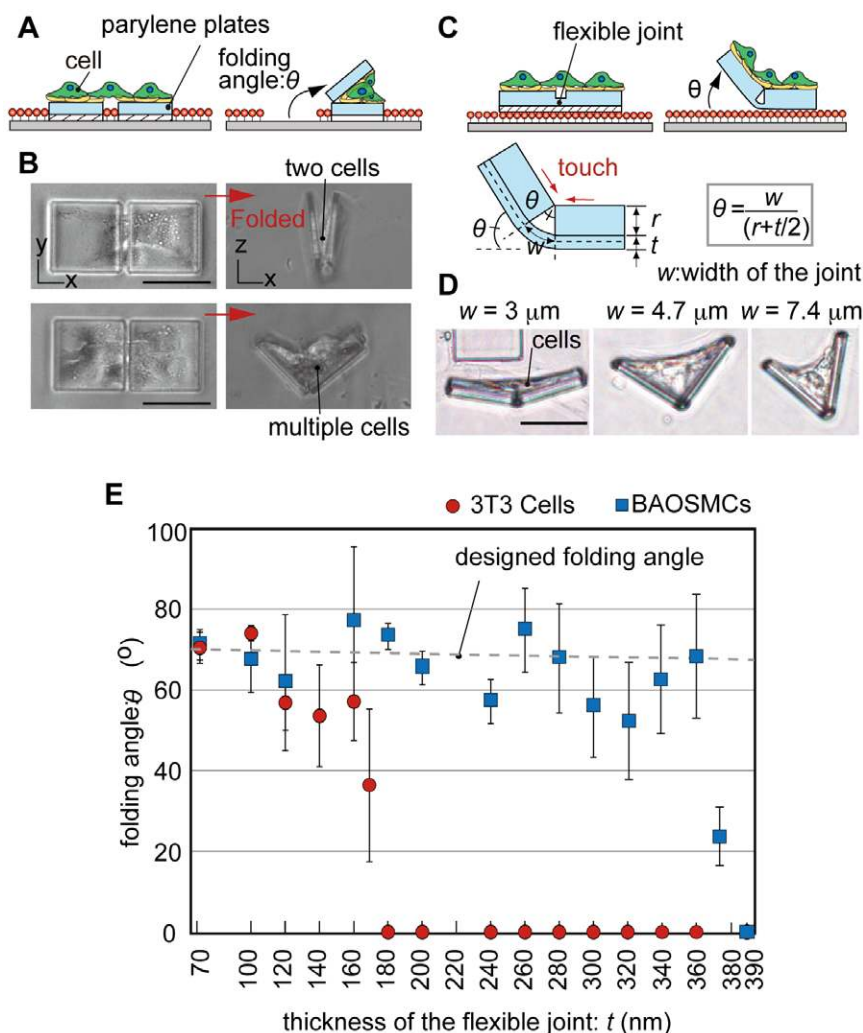 A
parylene plates
cell
folding
angle:θ
B
two cells
Folded
y
x
z
x
multiple cells
C
flexible joint
θ
touch
θ
θ
w
r
t
θ = w/(r+t/2)
w:width of the joint
D
w = 3 μm
w = 4.7 μm
w = 7.4 μm
cells
E
3T3 Cells
BAOSMCs
designed folding angle
100
80
60
40
20
0
folding angle:θ (o)
70
100
120
140
160
180
200
220
240
260
280
300
320
340
360
380
390
thickness of the flexible joint: t (nm)